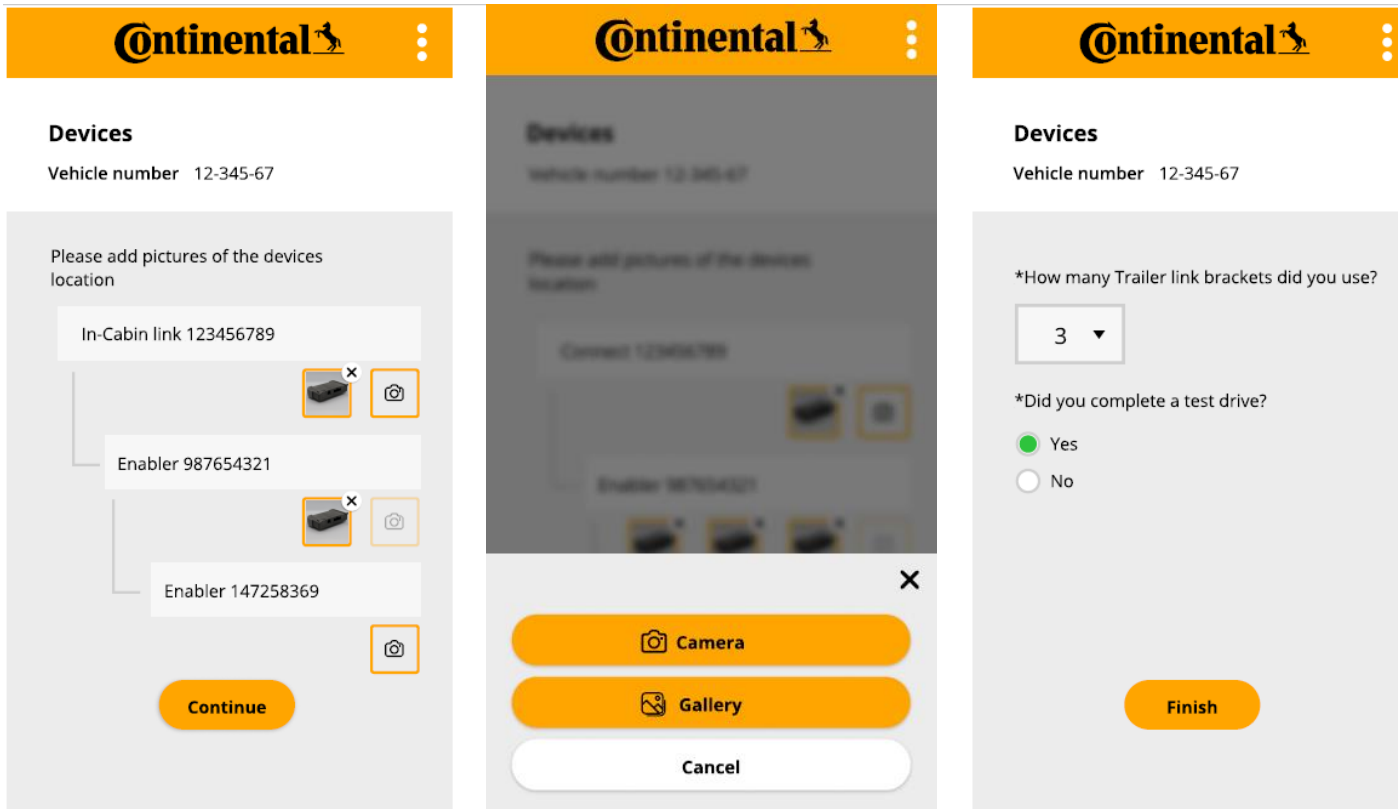 Continental
Devices
Vehicle number 12-345-67
Please add pictures of the devices
location
In-Cabin link 123456789
Enabler 987654321
Enabler 147258369
Continue
Continental
Devices
Vehicle number 12-345-67
Please add pictures of the devices
location
Connect 123456789
Enabler 987654321
Camera
Gallery
Cancel
Continental
Devices
Vehicle number 12-345-67
*How many Trailer link brackets did you use?
3
*Did you complete a test drive?
Yes
No
Finish